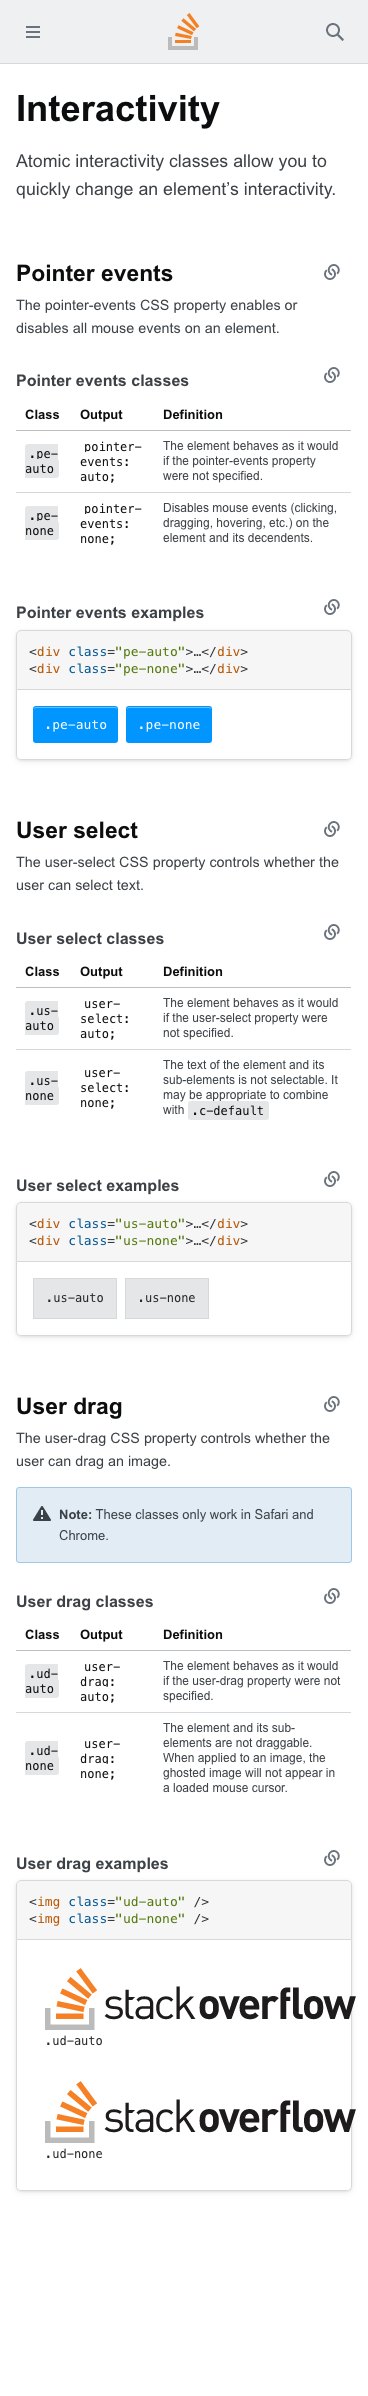 Interactivity
Atomic interactivity classes allow you to
quickly change an element’s interactivity.
Pointer events
The pointer-events CSS property enables or
disables all mouse events on an element.
Pointer events classes
Class Output Definition
.pe-auto pointer-events: auto; The element behaves as it would if the pointer-events property were not specified.
.pe-none pointer-events: none; Disables mouse events (clicking, dragging, hovering, etc.) on the element and its decendents.
Pointer events examples
<div class="pe-auto">…</div>
<div class="pe-none">…</div>
.pe-auto .pe-none
User select
The user-select CSS property controls whether the
user can select text.
User select classes
Class Output Definition
.us-auto user-select: auto; The element behaves as it would if the user-select property were not specified.
.us-none user-select: none; The text of the element and its sub-elements is not selectable. It may be appropriate to combine with .c-default
User select examples
<div class="us-auto">…</div>
<div class="us-none">…</div>
.us-auto .us-none
User drag
The user-drag CSS property controls whether the
user can drag an image.
Note: These classes only work in Safari and
Chrome.
User drag classes
Class Output Definition
.ud-auto user-drag: auto; The element behaves as it would if the user-drag property were not specified.
.ud-none user-drag: none; The element and its sub-elements are not draggable. When applied to an image, the ghosted image will not appear in a loaded mouse cursor.
User drag examples
<img class="ud-auto" />
<img class="ud-none" />
stackoverflow
.ud-auto
stackoverflow
.ud-none